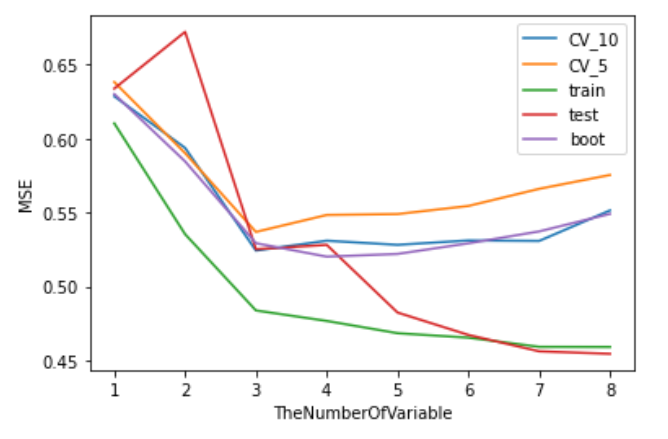 CV_10
CV_5
train
test
boot
MSE
0.65
0.60
0.55
0.50
0.45
1 2 3 4 5 6 7 8
TheNumberOfVariable